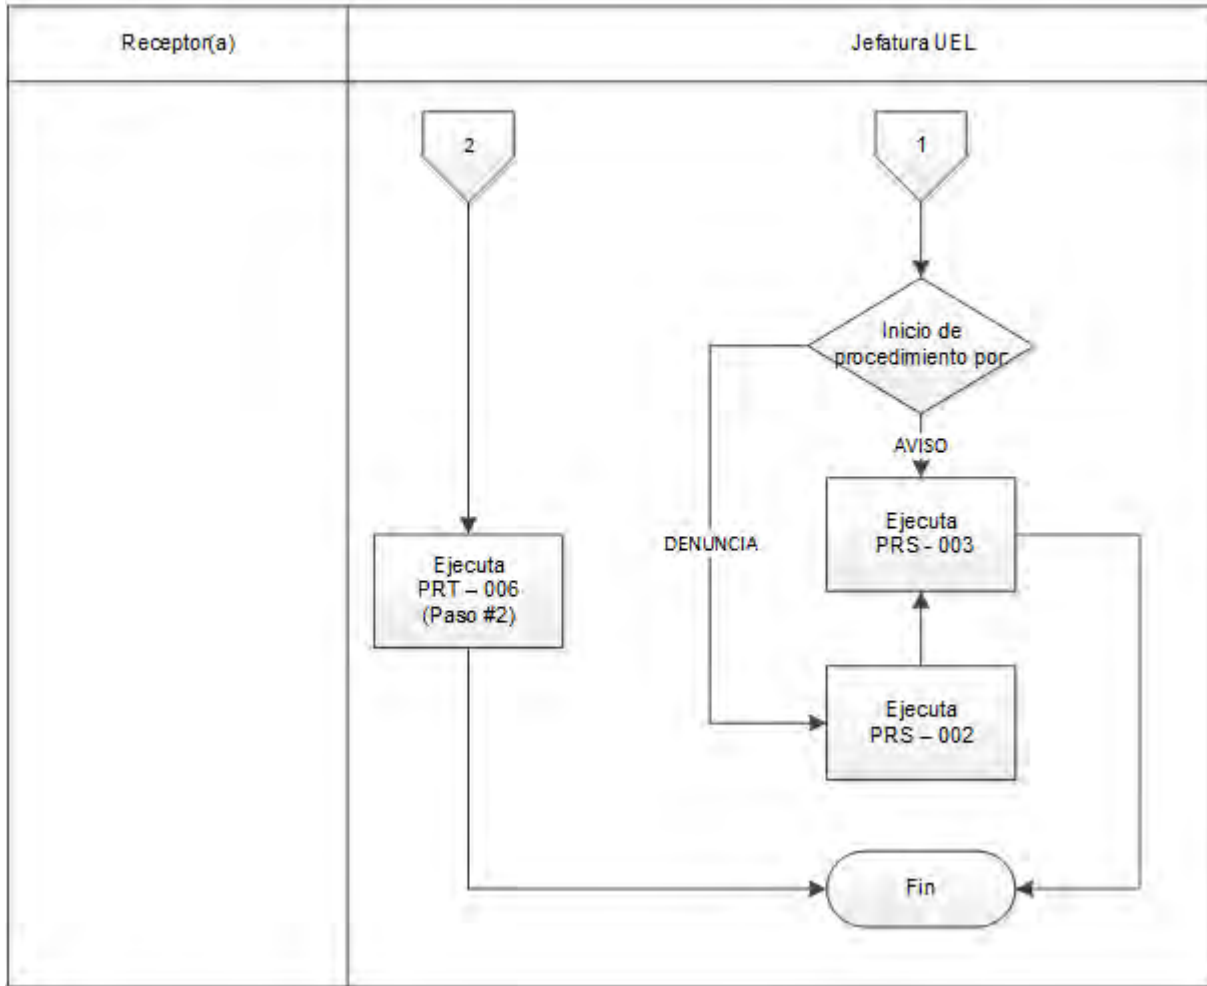 Receptor(a)
Jefatura UEL
2
1
Inicio de
procedimiento por
AVISO
Ejecuta
PRS - 003
DENUNCIA
Ejecuta
PRT – 006
(Paso #2)
Ejecuta
PRS – 002
Fin